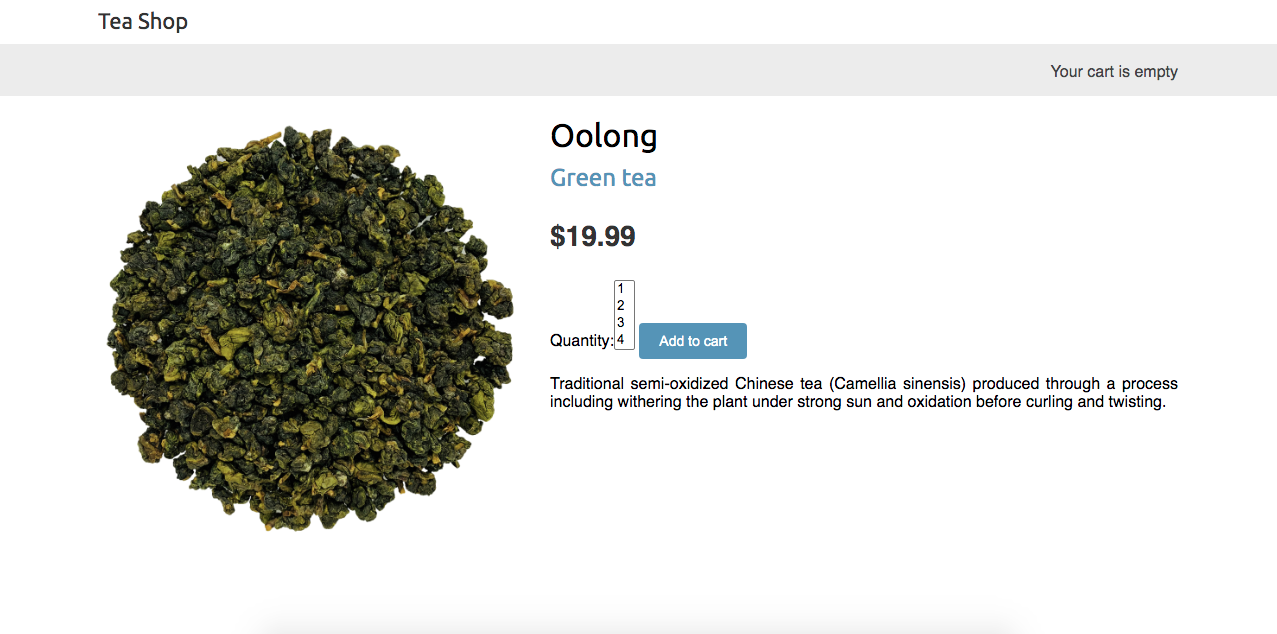 Tea Shop
Your cart is empty
Oolong
Green tea
$19.99
1
2
3
4
Quantity:
Add to cart
Traditional semi-oxidized Chinese tea (Camellia sinensis) produced through a process
including withering the plant under strong sun and oxidation before curling and twisting.